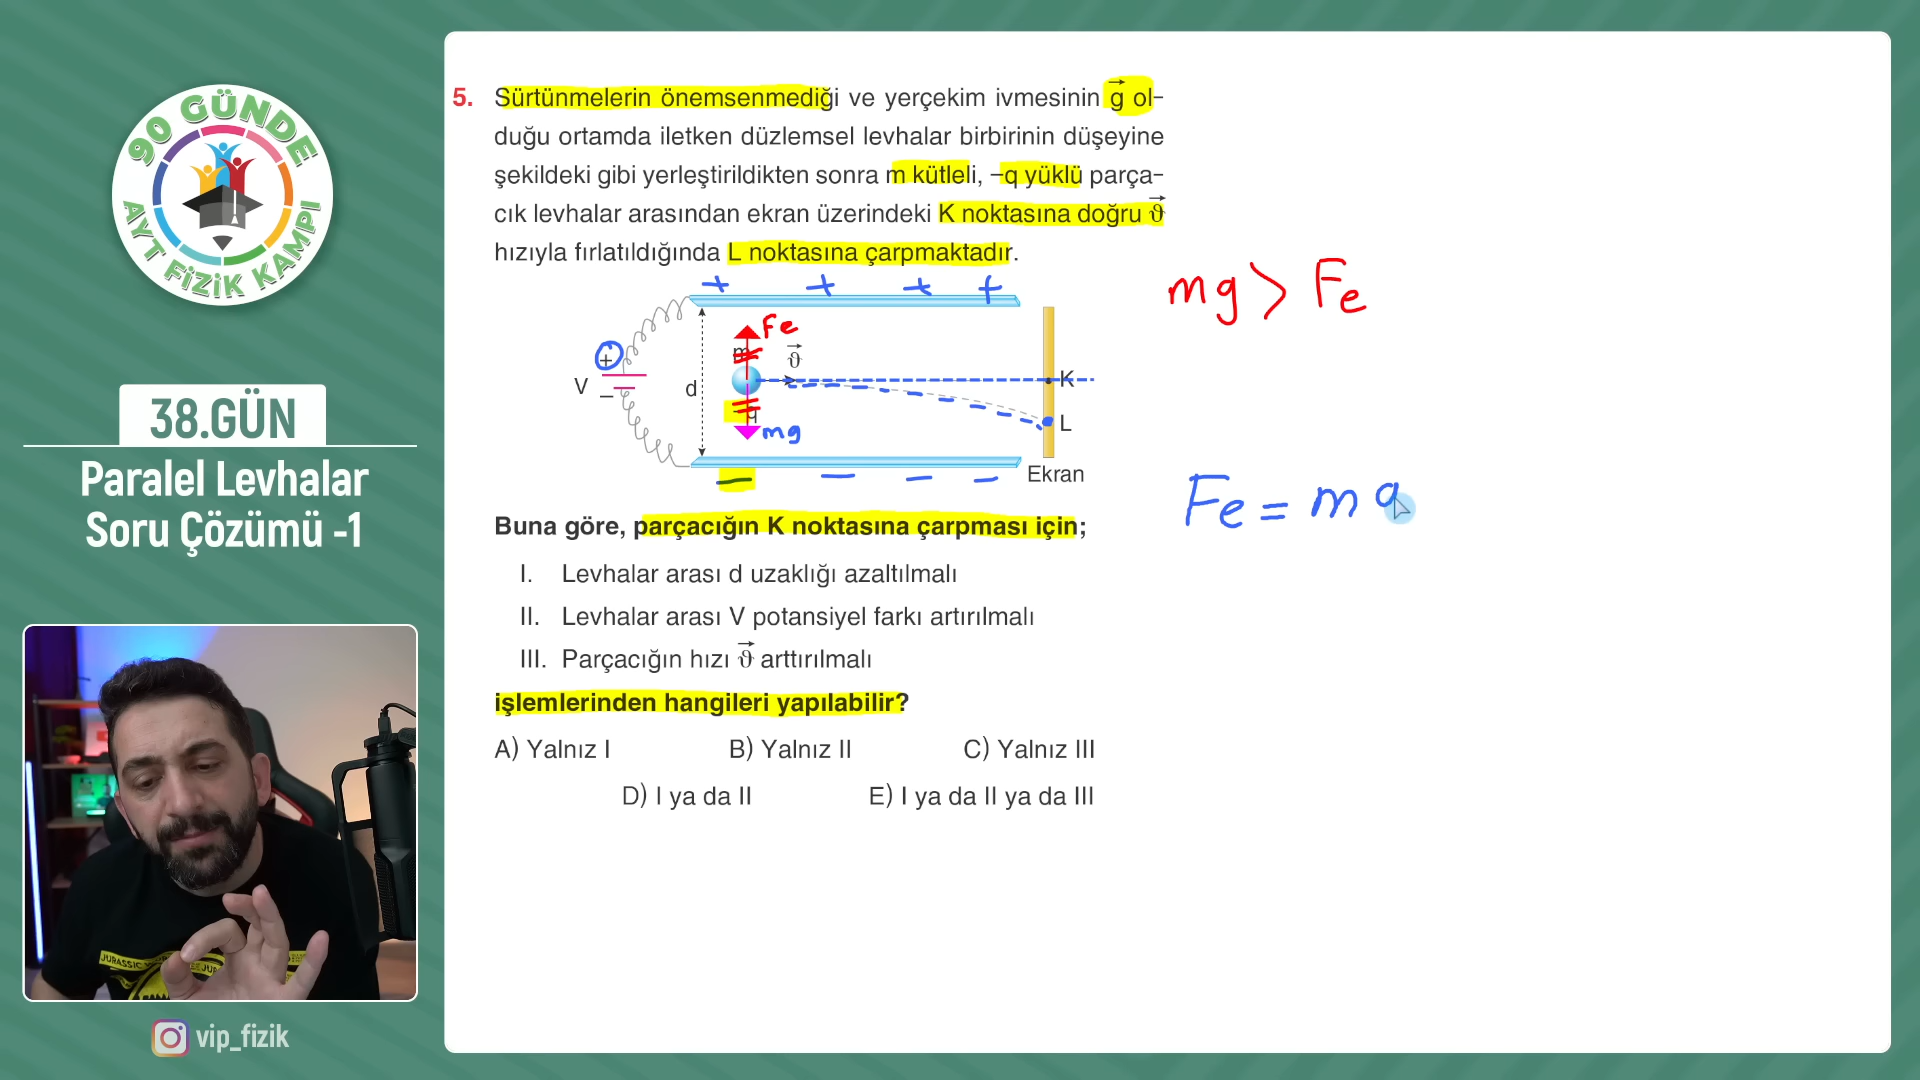 90 GÜNDE
AYT FİZİK KAMPI
38.GÜN
Paralel Levhalar
Soru Çözümü -1
vip_fizik
5. Sürtünmelerin önemsenmediği ve yerçekim ivmesinin g ol-
duğu ortamda iletken düzlemsel levhalar birbirinin düşeyine
şekildeki gibi yerleştirildikten sonra m kütleli, –q yüklü parça-
cık levhalar arasından ekran üzerindeki K noktasına doğru ϑ
hızıyla fırlatıldığında L noktasına çarpmaktadır.
+ + + +
Fe
m
ϑ
+
V
–
d
K
L
–q
mg
– – – –
Ekran
mg > Fe
Fe = mg
Buna göre, parçacığın K noktasına çarpması için;
I. Levhalar arası d uzaklığı azaltılmalı
II. Levhalar arası V potansiyel farkı artırılmalı
III. Parçacığın hızı ϑ arttırılmalı
işlemlerinden hangileri yapılabilir?
A) Yalnız I B) Yalnız II C) Yalnız III
D) I ya da II E) I ya da II ya da III